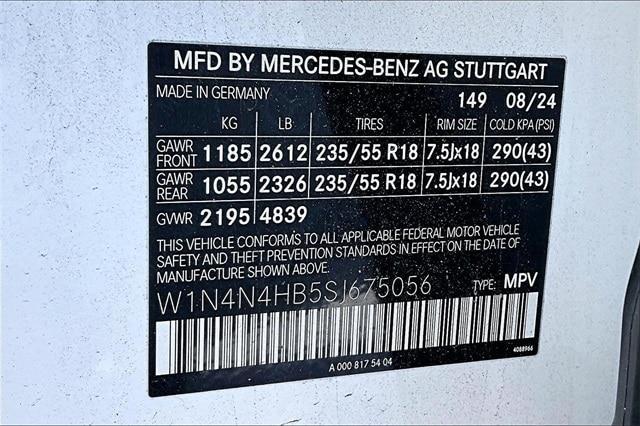 MFD BY MERCEDES-BENZ AG STUTTGART
MADE IN GERMANY 149 08/24
KG LB TIRES RIM SIZE COLD KPA (PSI)
GAWR FRONT 1185 2612 235/55 R18 7.5Jx18 290(43)
GAWR REAR 1055 2326 235/55 R18 7.5Jx18 290(43)
GVWR 2195 4839
THIS VEHICLE CONFORMS TO ALL APPLICABLE FEDERAL MOTOR VEHICLE
SAFETY AND THEFT PREVENTION STANDARDS IN EFFECT ON THE DATE OF
MANUFACTURE SHOWN ABOVE.
W1N4N4HB5SJ675056 TYPE: MPV
4088966
A 000 817 54 04